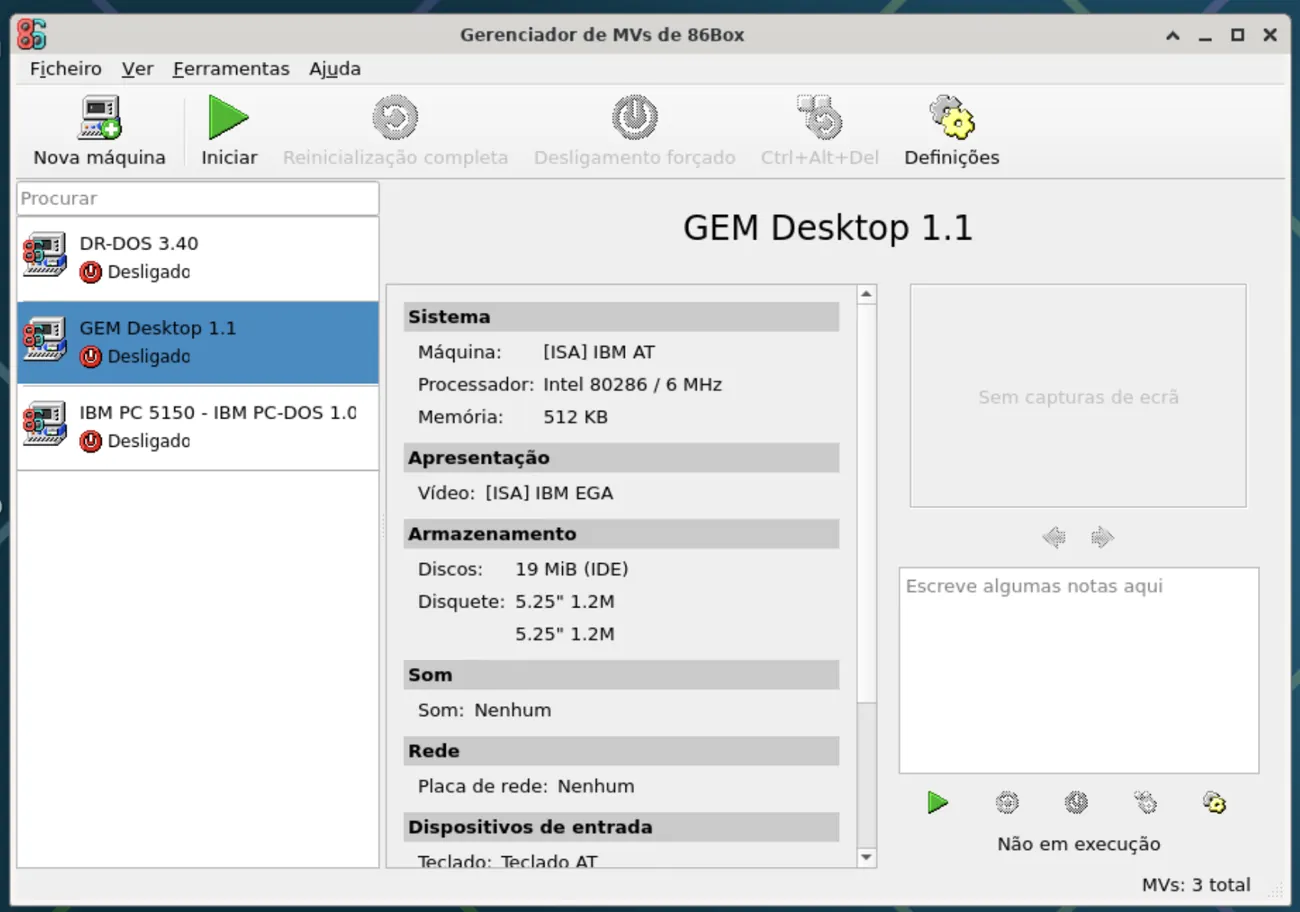 Gerenciador de MVs de 86Box
Ficheiro Ver Ferramentas Ajuda
Nova máquina Iniciar Reinicialização completa Desligamento forçado Ctrl+Alt+Del Definições
Procurar
DR-DOS 3.40
Desligado
GEM Desktop 1.1
Desligado
IBM PC 5150 - IBM PC-DOS 1.0
Desligado
GEM Desktop 1.1
Sistema
Máquina: [ISA] IBM AT
Processador: Intel 80286 / 6 MHz
Memória: 512 KB
Apresentação
Vídeo: [ISA] IBM EGA
Armazenamento
Discos: 19 MiB (IDE)
Disquete: 5.25" 1.2M
5.25" 1.2M
Som
Som: Nenhum
Rede
Placa de rede: Nenhum
Dispositivos de entrada
Teclado: Teclado AT
Sem capturas de ecrã
Escreve algumas notas aqui
Não em execução
MVs: 3 total